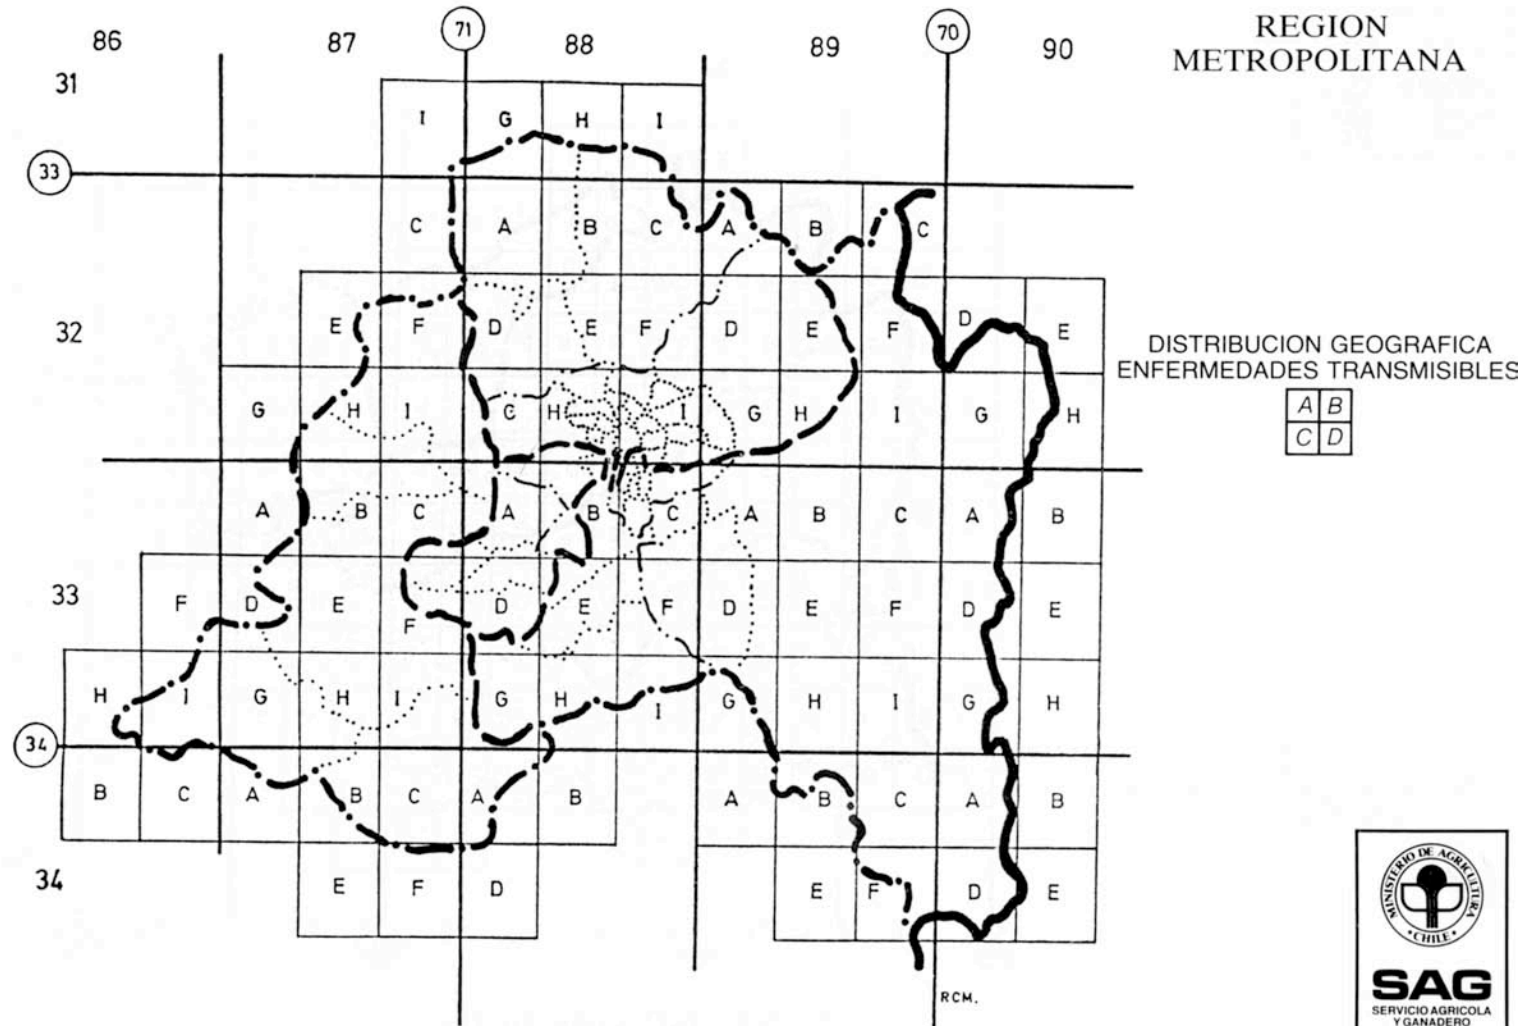 REGION
METROPOLITANA
86 87 71 88 89 70 90
31
I G H I
33
C A B C A B C
32
E F D E F D E F D E
DISTRIBUCION GEOGRAFICA
ENFERMEDADES TRANSMISIBLES
A B
C D
G H I C H I G H I G H
A B C A B C A B C A B
33
F D E F D E F D E F D E
H I G H I G H I G H I G H
34
B C A B C A B A B C A B
34
E F D E F D E
RCM.
MINISTERIO DE AGRICULTURA
CHILE
SAG
SERVICIO AGRICOLA
Y GANADERO